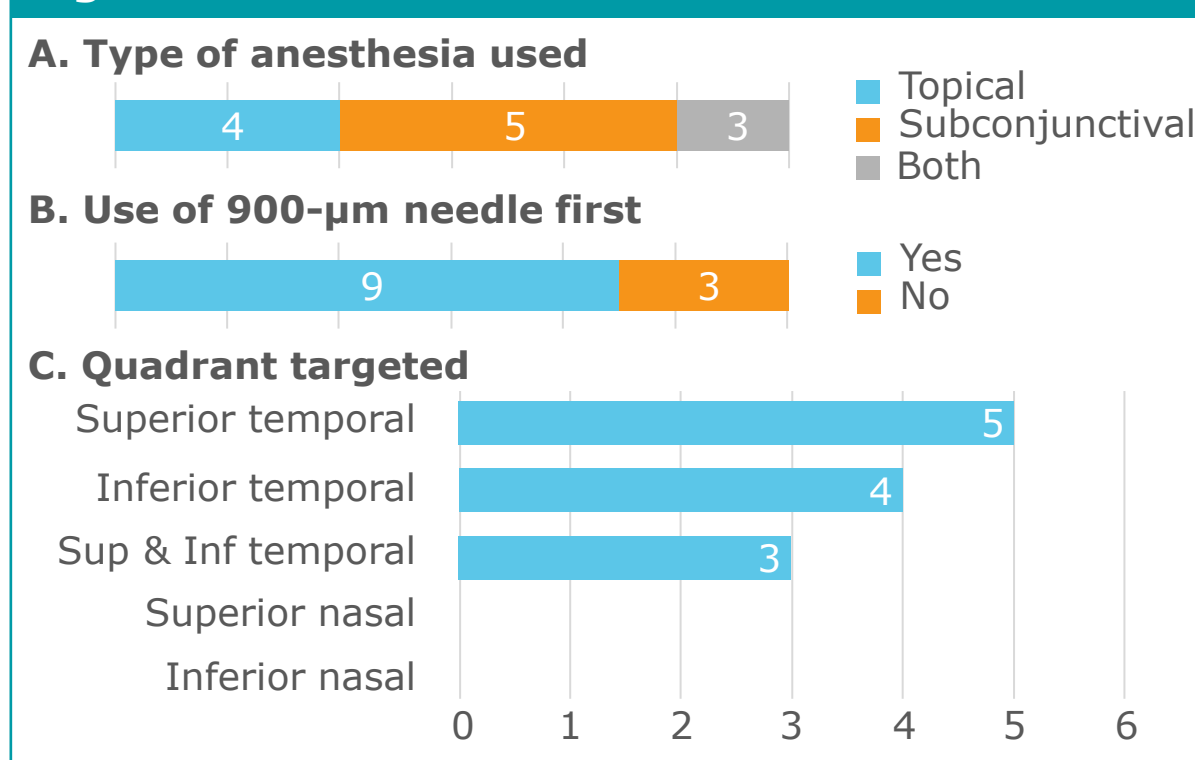 A. Type of anesthesia used
4 5 3
Topical
Subconjunctival
Both
B. Use of 900-µm needle first
9 3
Yes
No
C. Quadrant targeted
Superior temporal 5
Inferior temporal 4
Sup & Inf temporal 3
Superior nasal
Inferior nasal
0 1 2 3 4 5 6